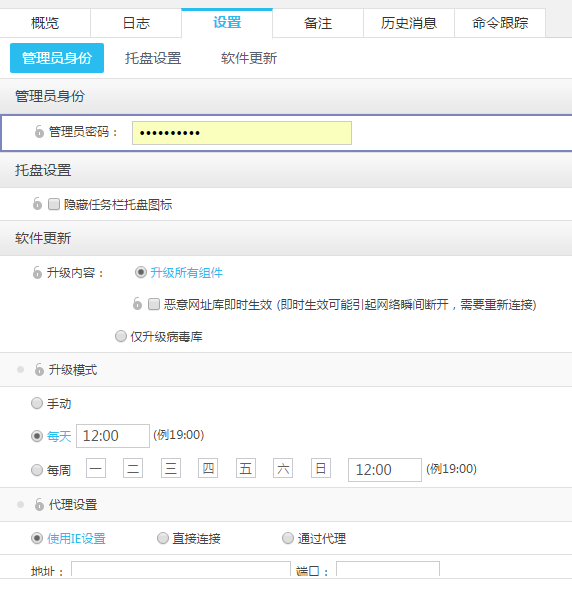 概览 日志 设置 备注 历史消息 命令跟踪
管理员身份 托盘设置 软件更新
管理员身份
管理员密码： ••••••••••
托盘设置
隐藏任务栏托盘图标
软件更新
升级内容： 升级所有组件
恶意网址库即时生效 (即时生效可能引起网络瞬间断开，需要重新连接)
仅升级病毒库
升级模式
手动
每天 12:00 (例19:00)
每周 一 二 三 四 五 六 日 12:00 (例19:00)
代理设置
使用IE设置 直接连接 通过代理
地址： 端口：